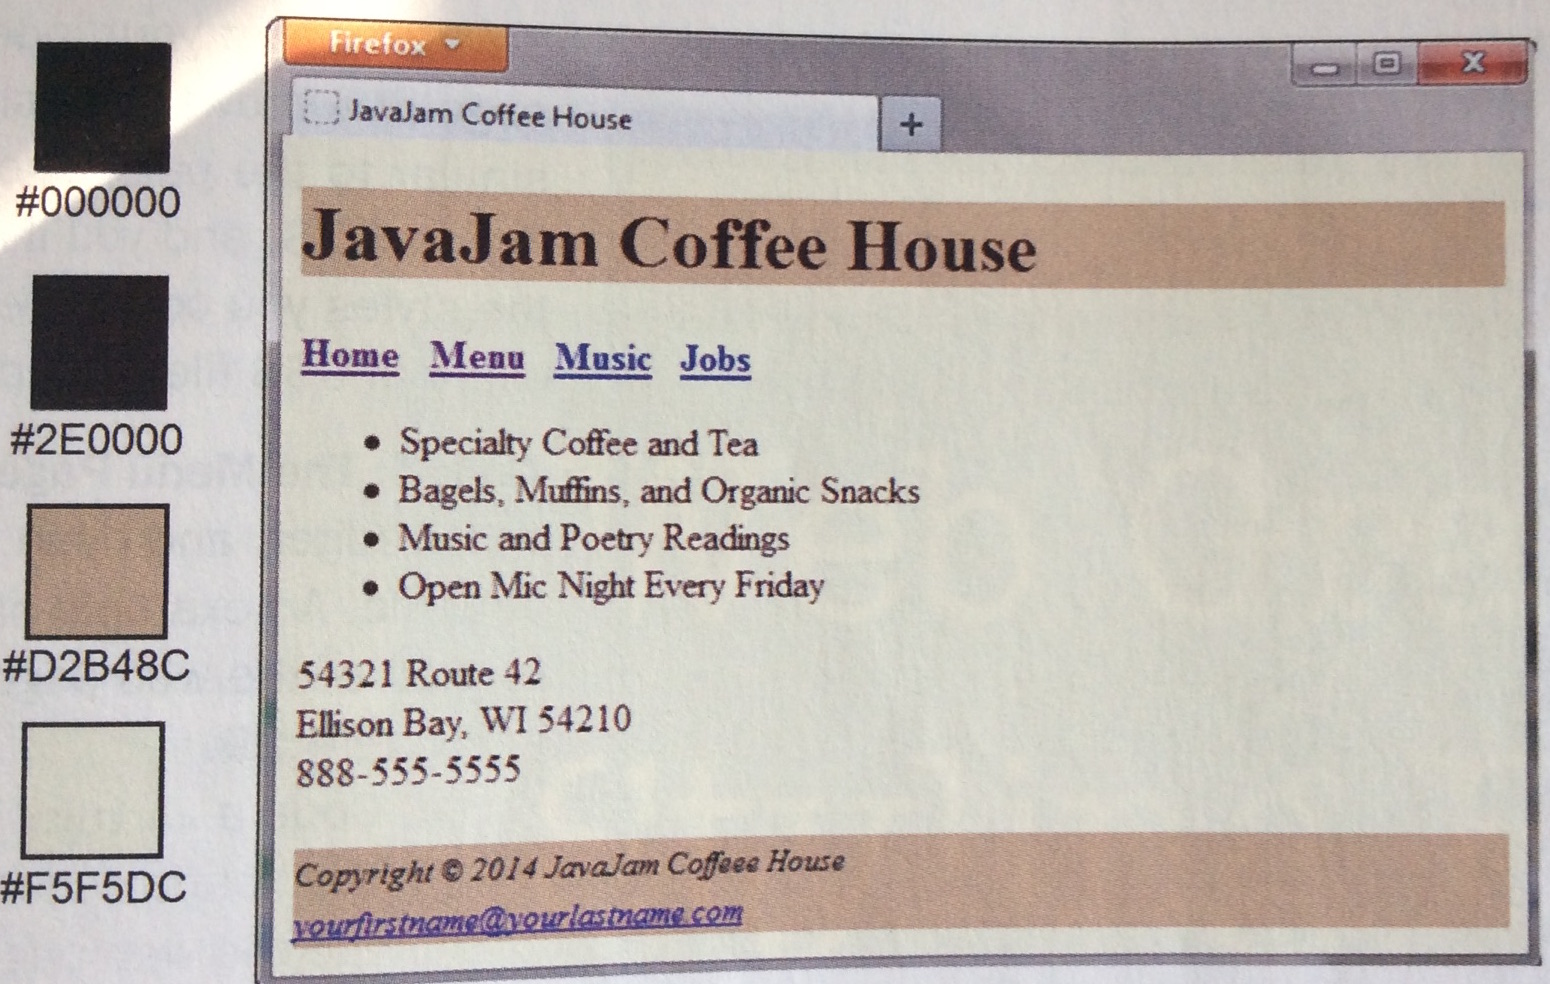 #000000
#2E0000
#D2B48C
#F5F5DC
Firefox
JavaJam Coffee House
JavaJam Coffee House
Home Menu Music Jobs
• Specialty Coffee and Tea
• Bagels, Muffins, and Organic Snacks
• Music and Poetry Readings
• Open Mic Night Every Friday
54321 Route 42
Ellison Bay, WI 54210
888-555-5555
Copyright © 2014 JavaJam Coffeee House
yourfirstname@yourlastname.com